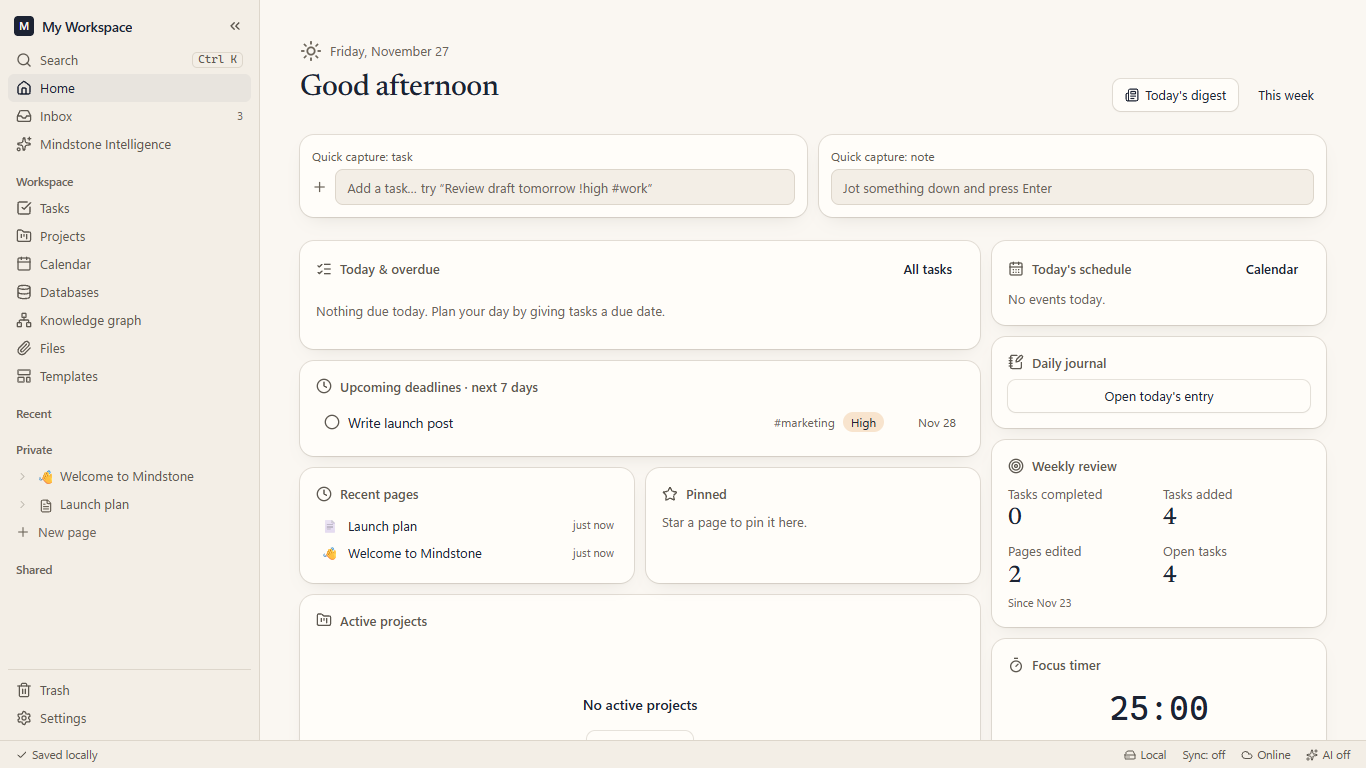 M My Workspace
Search Ctrl K
Home
Inbox 3
Mindstone Intelligence
Workspace
Tasks
Projects
Calendar
Databases
Knowledge graph
Files
Templates
Recent
Private
Welcome to Mindstone
Launch plan
New page
Shared
Trash
Settings
Friday, November 27
Good afternoon
Today's digest This week
Quick capture: task
Add a task... try “Review draft tomorrow !high #work”
Quick capture: note
Jot something down and press Enter
Today & overdue All tasks
Nothing due today. Plan your day by giving tasks a due date.
Upcoming deadlines · next 7 days
Write launch post #marketing High Nov 28
Recent pages
Launch plan just now
Welcome to Mindstone just now
Pinned
Star a page to pin it here.
Active projects
No active projects
Today's schedule Calendar
No events today.
Daily journal
Open today's entry
Weekly review
Tasks completed Tasks added
0 4
Pages edited Open tasks
2 4
Since Nov 23
Focus timer
25:00
Saved locally Local Sync: off Online AI off